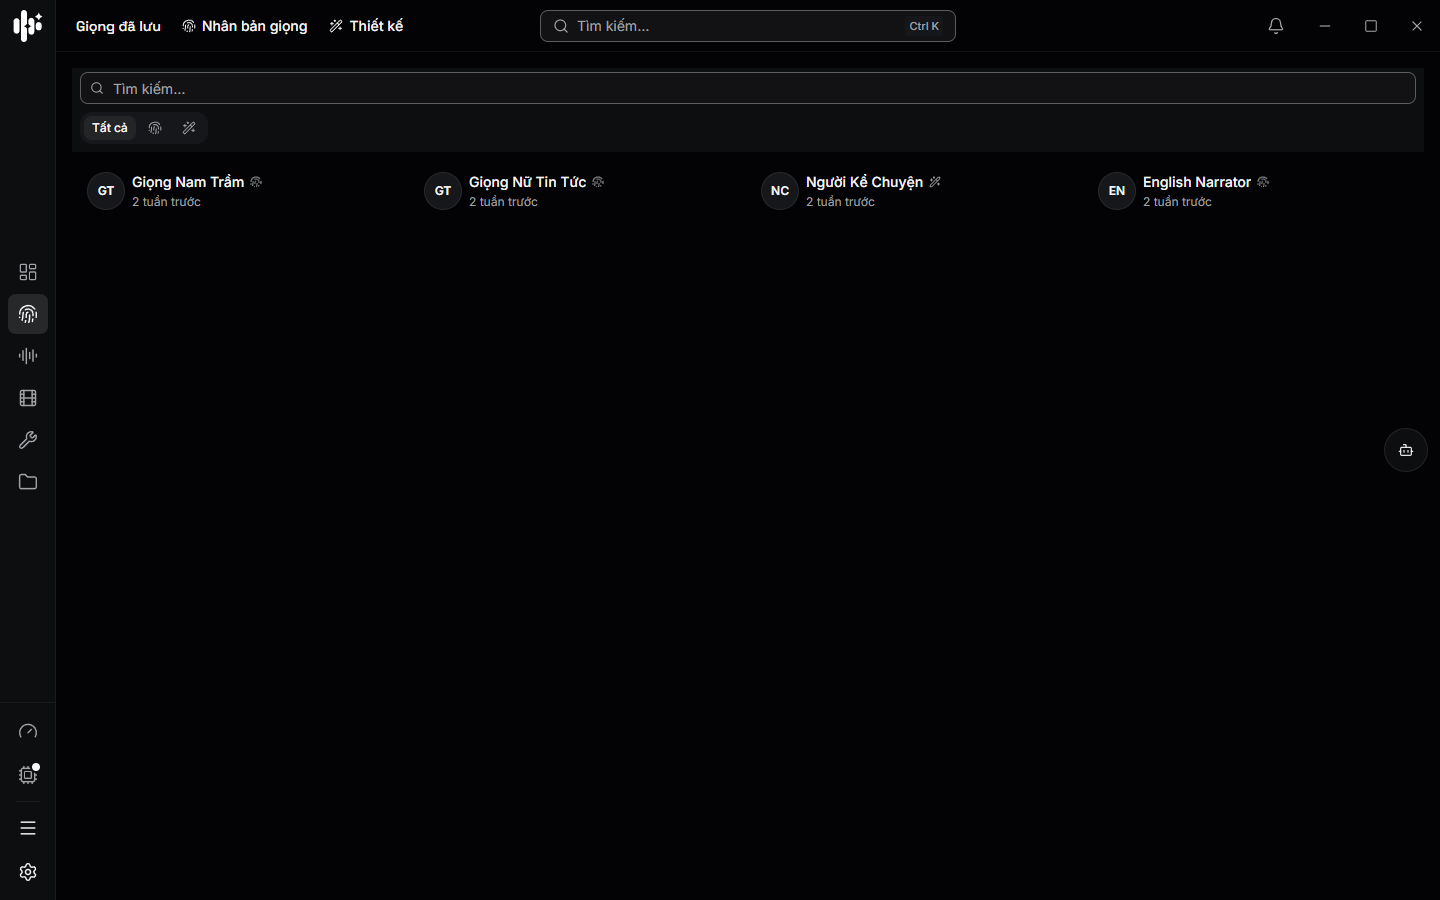 Giọng đã lưu
Nhân bản giọng
Thiết kế
Tìm kiếm...
Ctrl K
Tìm kiếm...
Tất cả
GT
Giọng Nam Trầm
2 tuần trước
GT
Giọng Nữ Tin Tức
2 tuần trước
NC
Người Kể Chuyện
2 tuần trước
EN
English Narrator
2 tuần trước